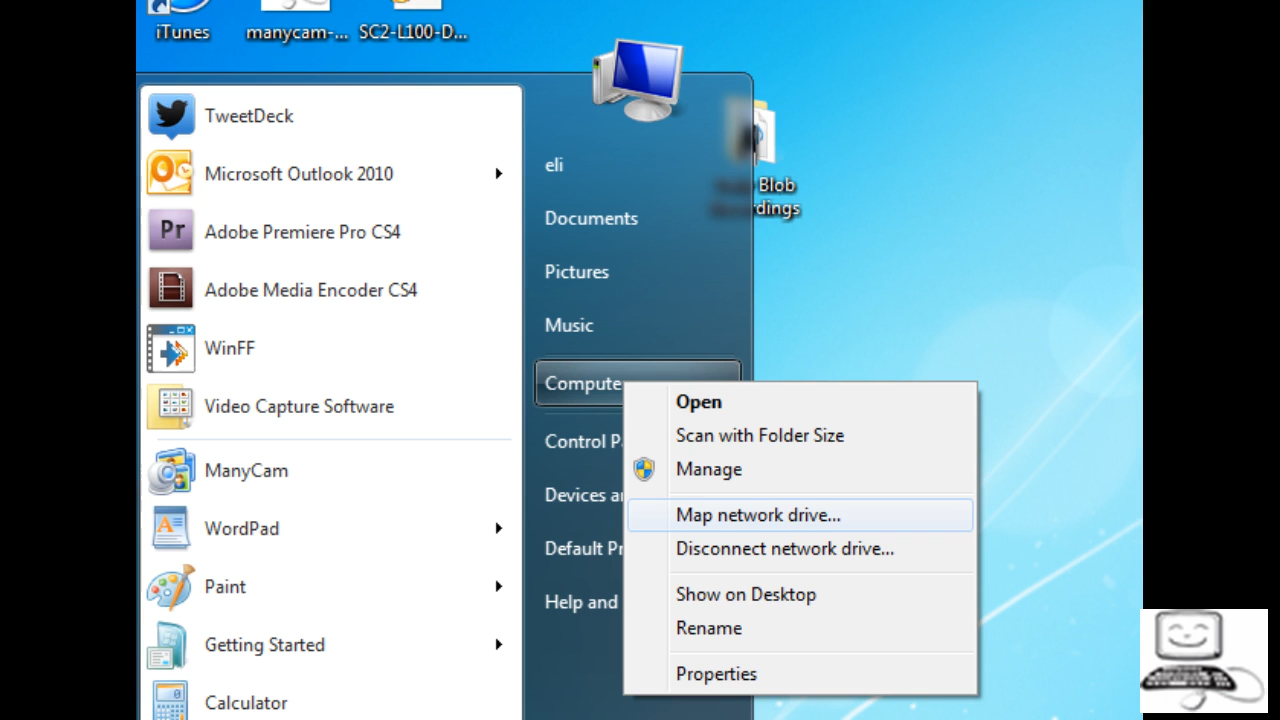 iTunes
manycam-...
SC2-L100-D...
TweetDeck
Microsoft Outlook 2010
Adobe Premiere Pro CS4
Adobe Media Encoder CS4
WinFF
Video Capture Software
ManyCam
WordPad
Paint
Getting Started
Calculator
eli
Documents
Pictures
Music
Compute
Control P
Devices a
Default Pr
Help and
Blob
dings
Open
Scan with Folder Size
Manage
Map network drive...
Disconnect network drive...
Show on Desktop
Rename
Properties
Pr